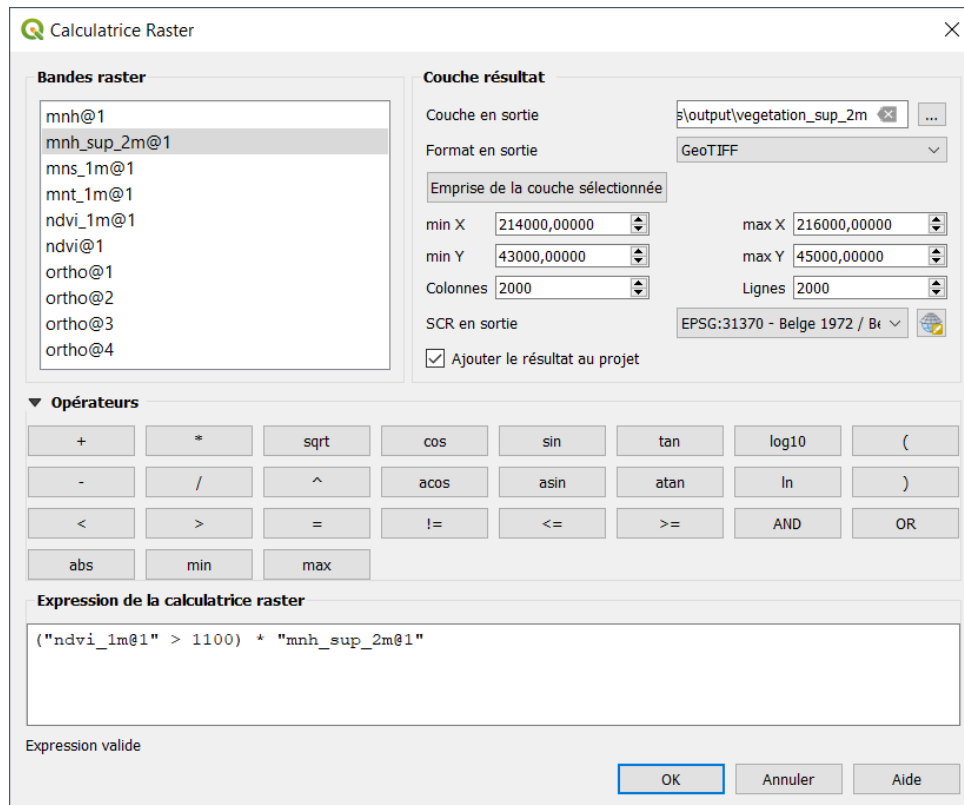 Calculatrice Raster
Bandes raster
mnh@1
mnh_sup_2m@1
mns_1m@1
mnt_1m@1
ndvi_1m@1
ndvi@1
ortho@1
ortho@2
ortho@3
ortho@4
Couche résultat
Couche en sortie s\output\vegetation_sup_2m ...
Format en sortie GeoTIFF
Emprise de la couche sélectionnée
min X 214000,00000 max X 216000,00000
min Y 43000,00000 max Y 45000,00000
Colonnes 2000 Lignes 2000
SCR en sortie EPSG:31370 - Belge 1972 / Be
Ajouter le résultat au projet
Opérateurs
+ * sqrt cos sin tan log10 (
- / ^ acos asin atan ln )
< > = != <= >= AND OR
abs min max
Expression de la calculatrice raster
("ndvi_1m@1" > 1100) * "mnh_sup_2m@1"
Expression valide
OK Annuler Aide